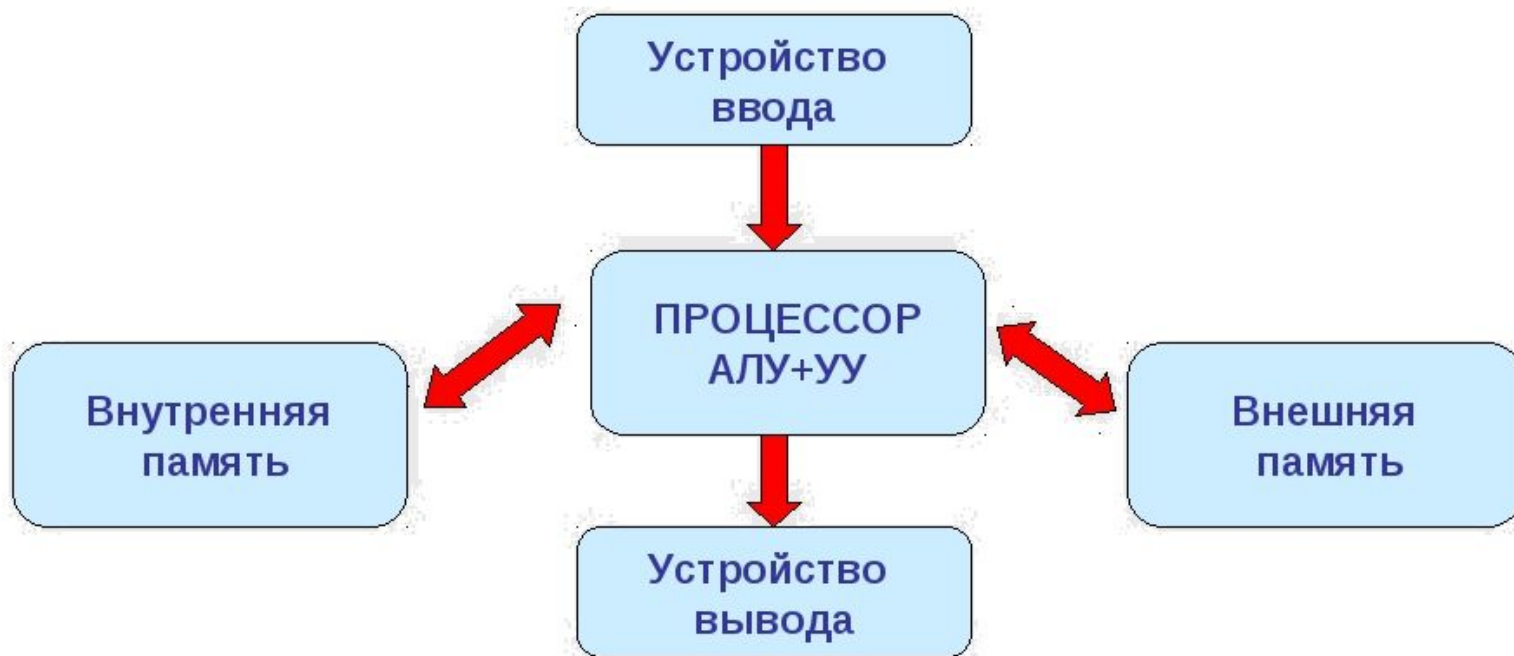 Устройство
ввода
ПРОЦЕССОР
АЛУ+УУ
Внутренняя
память
Внешняя
память
Устройство
вывода